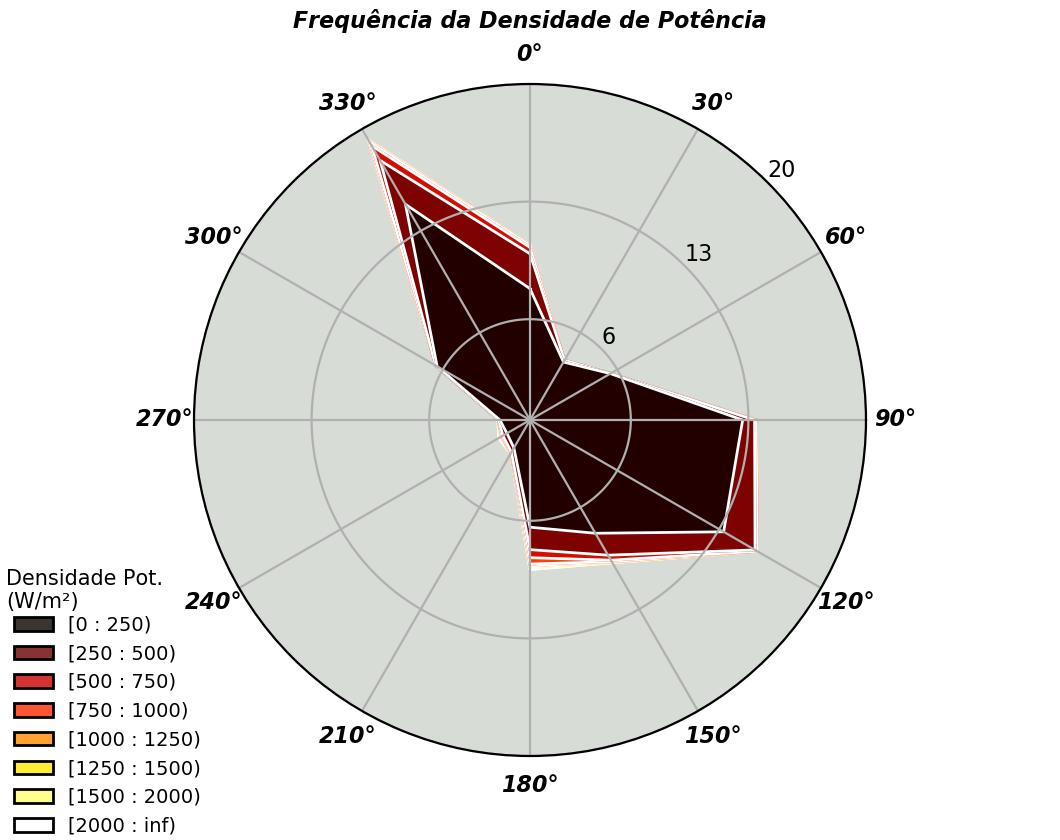 Frequência da Densidade de Potência
0°
330°
30°
20
300°
60°
13
6
270°
90°
240°
120°
210°
150°
180°
Densidade Pot.
(W/m²)
[0 : 250)
[250 : 500)
[500 : 750)
[750 : 1000)
[1000 : 1250)
[1250 : 1500)
[1500 : 2000)
[2000 : inf)